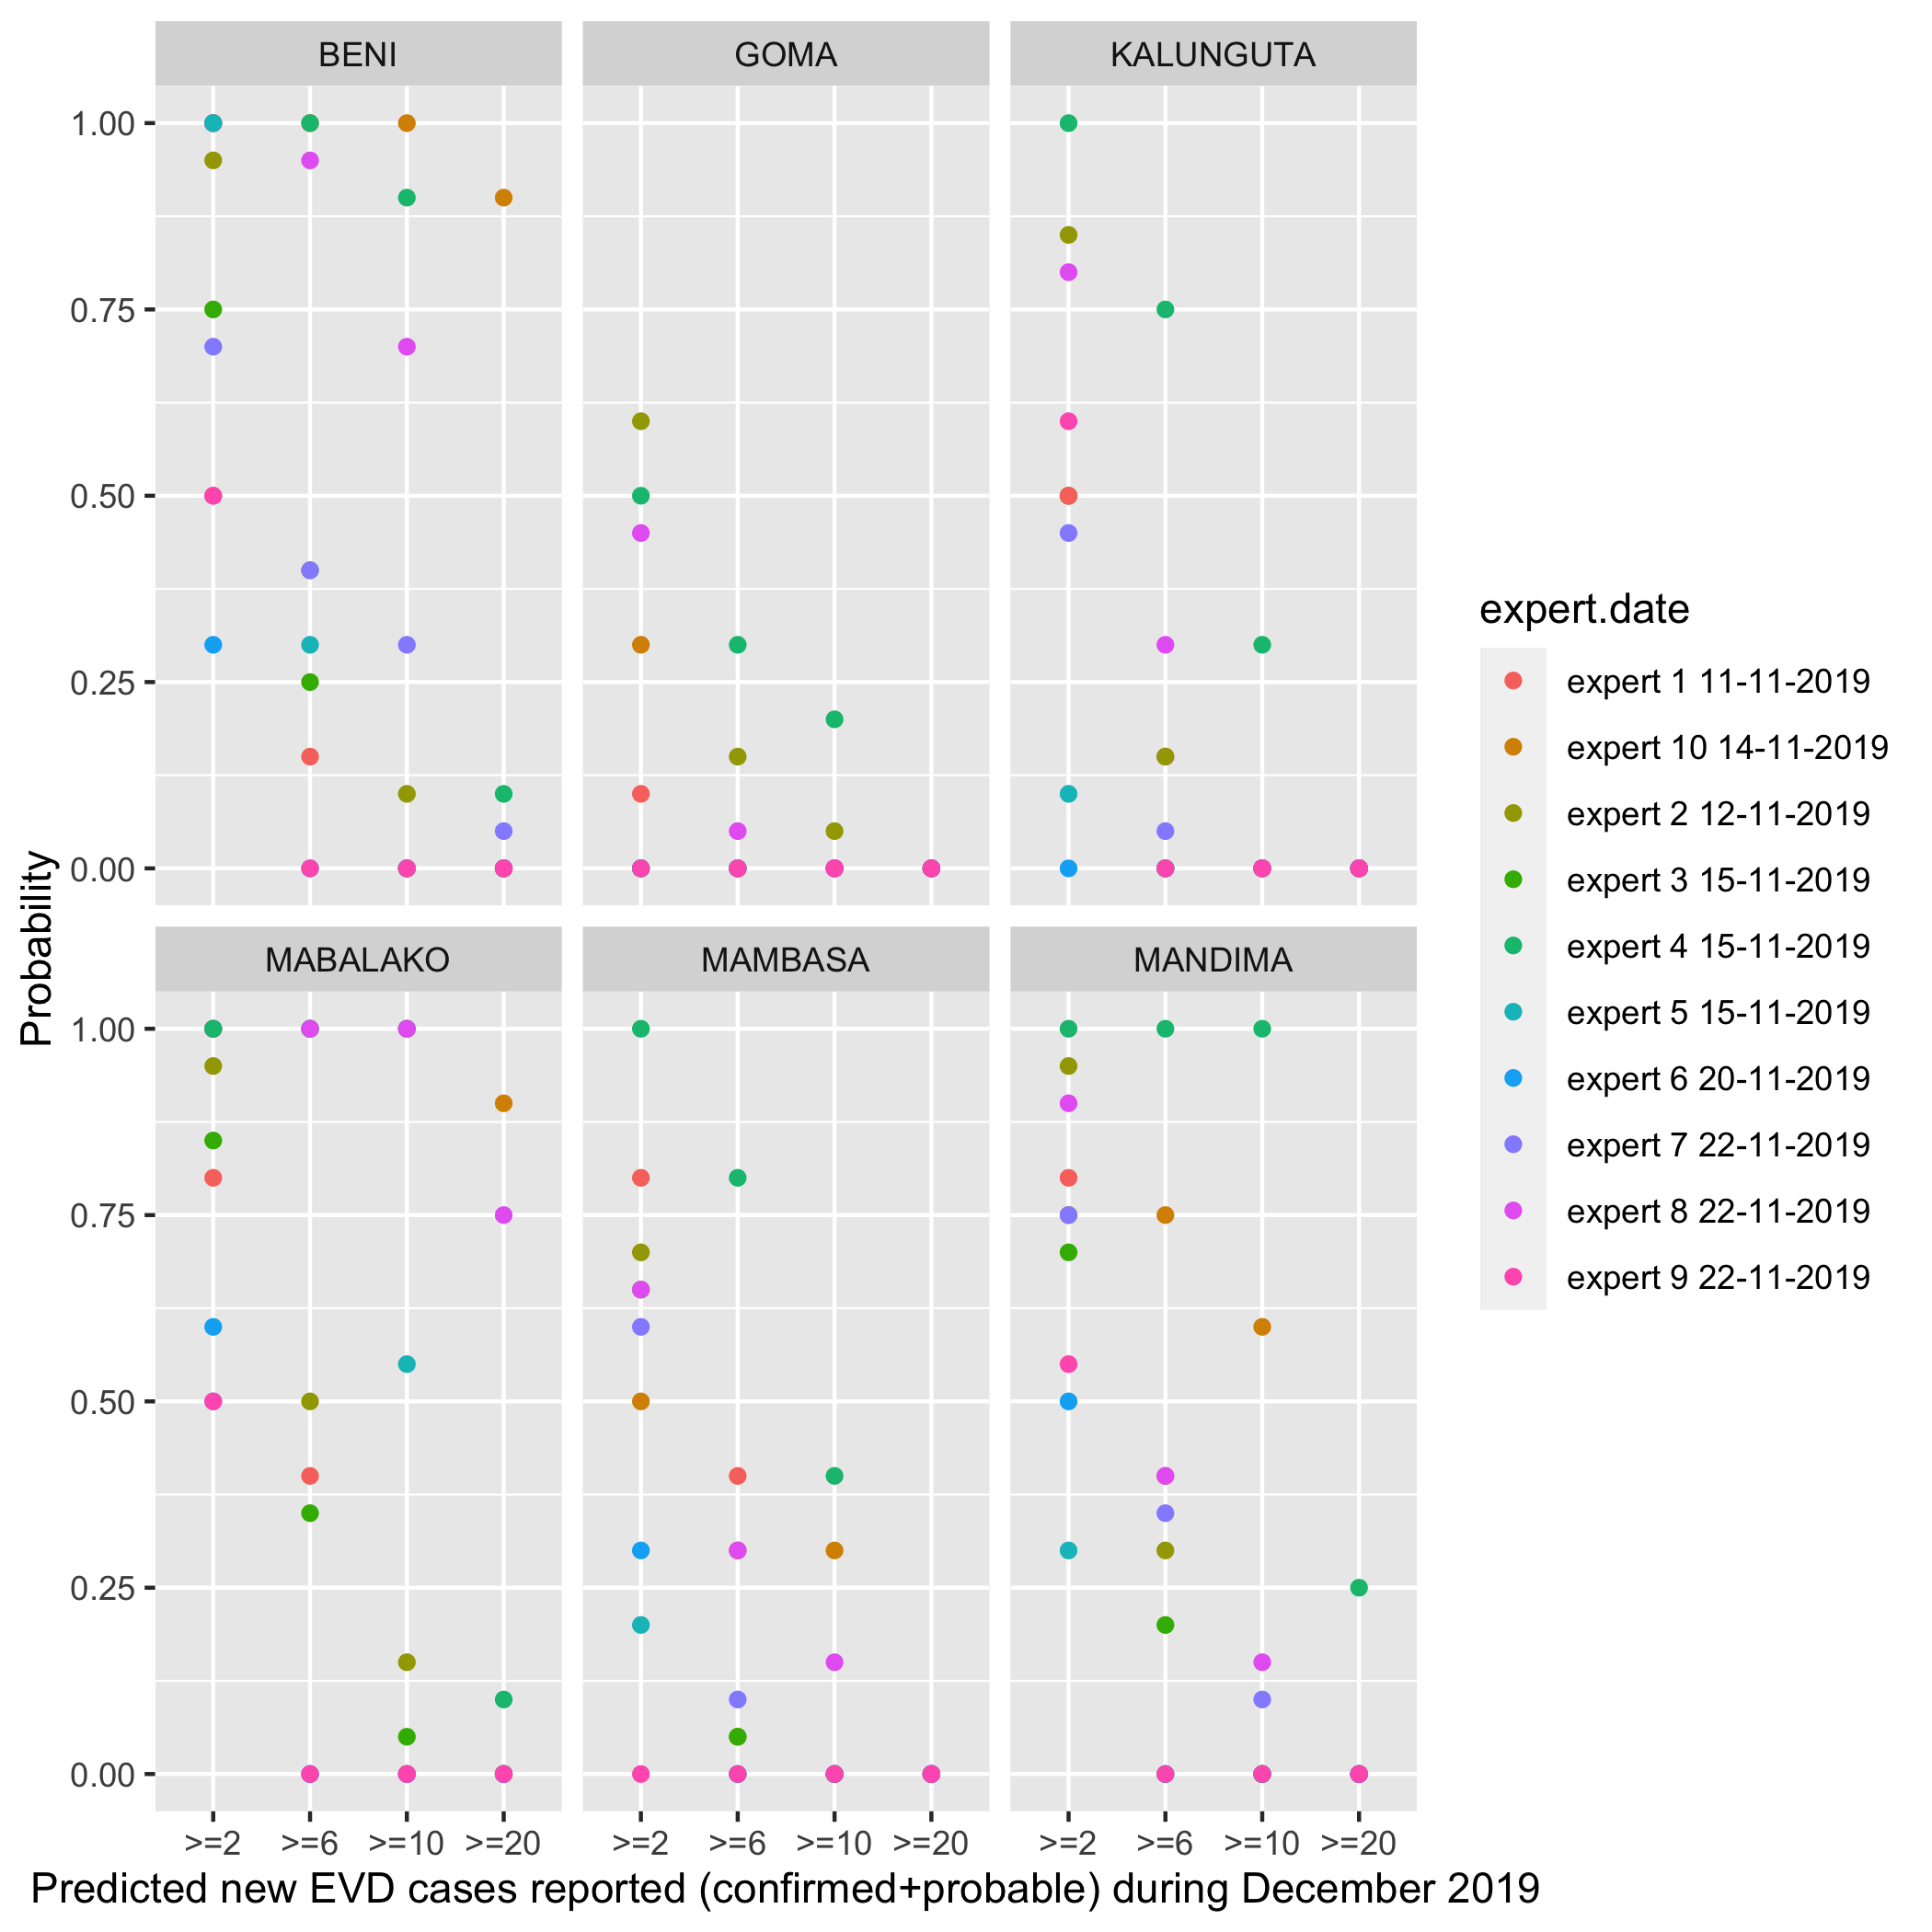 BENI GOMA KALUNGUTA
1.00
0.75
0.50
0.25
0.00
MABALAKO MAMBASA MANDIMA
1.00
0.75
0.50
0.25
0.00
>=2 >=6 >=10 >=20 >=2 >=6 >=10 >=20 >=2 >=6 >=10 >=20
Predicted new EVD cases reported (confirmed+probable) during December 2019
Probability
expert.date
expert 1 11-11-2019
expert 10 14-11-2019
expert 2 12-11-2019
expert 3 15-11-2019
expert 4 15-11-2019
expert 5 15-11-2019
expert 6 20-11-2019
expert 7 22-11-2019
expert 8 22-11-2019
expert 9 22-11-2019